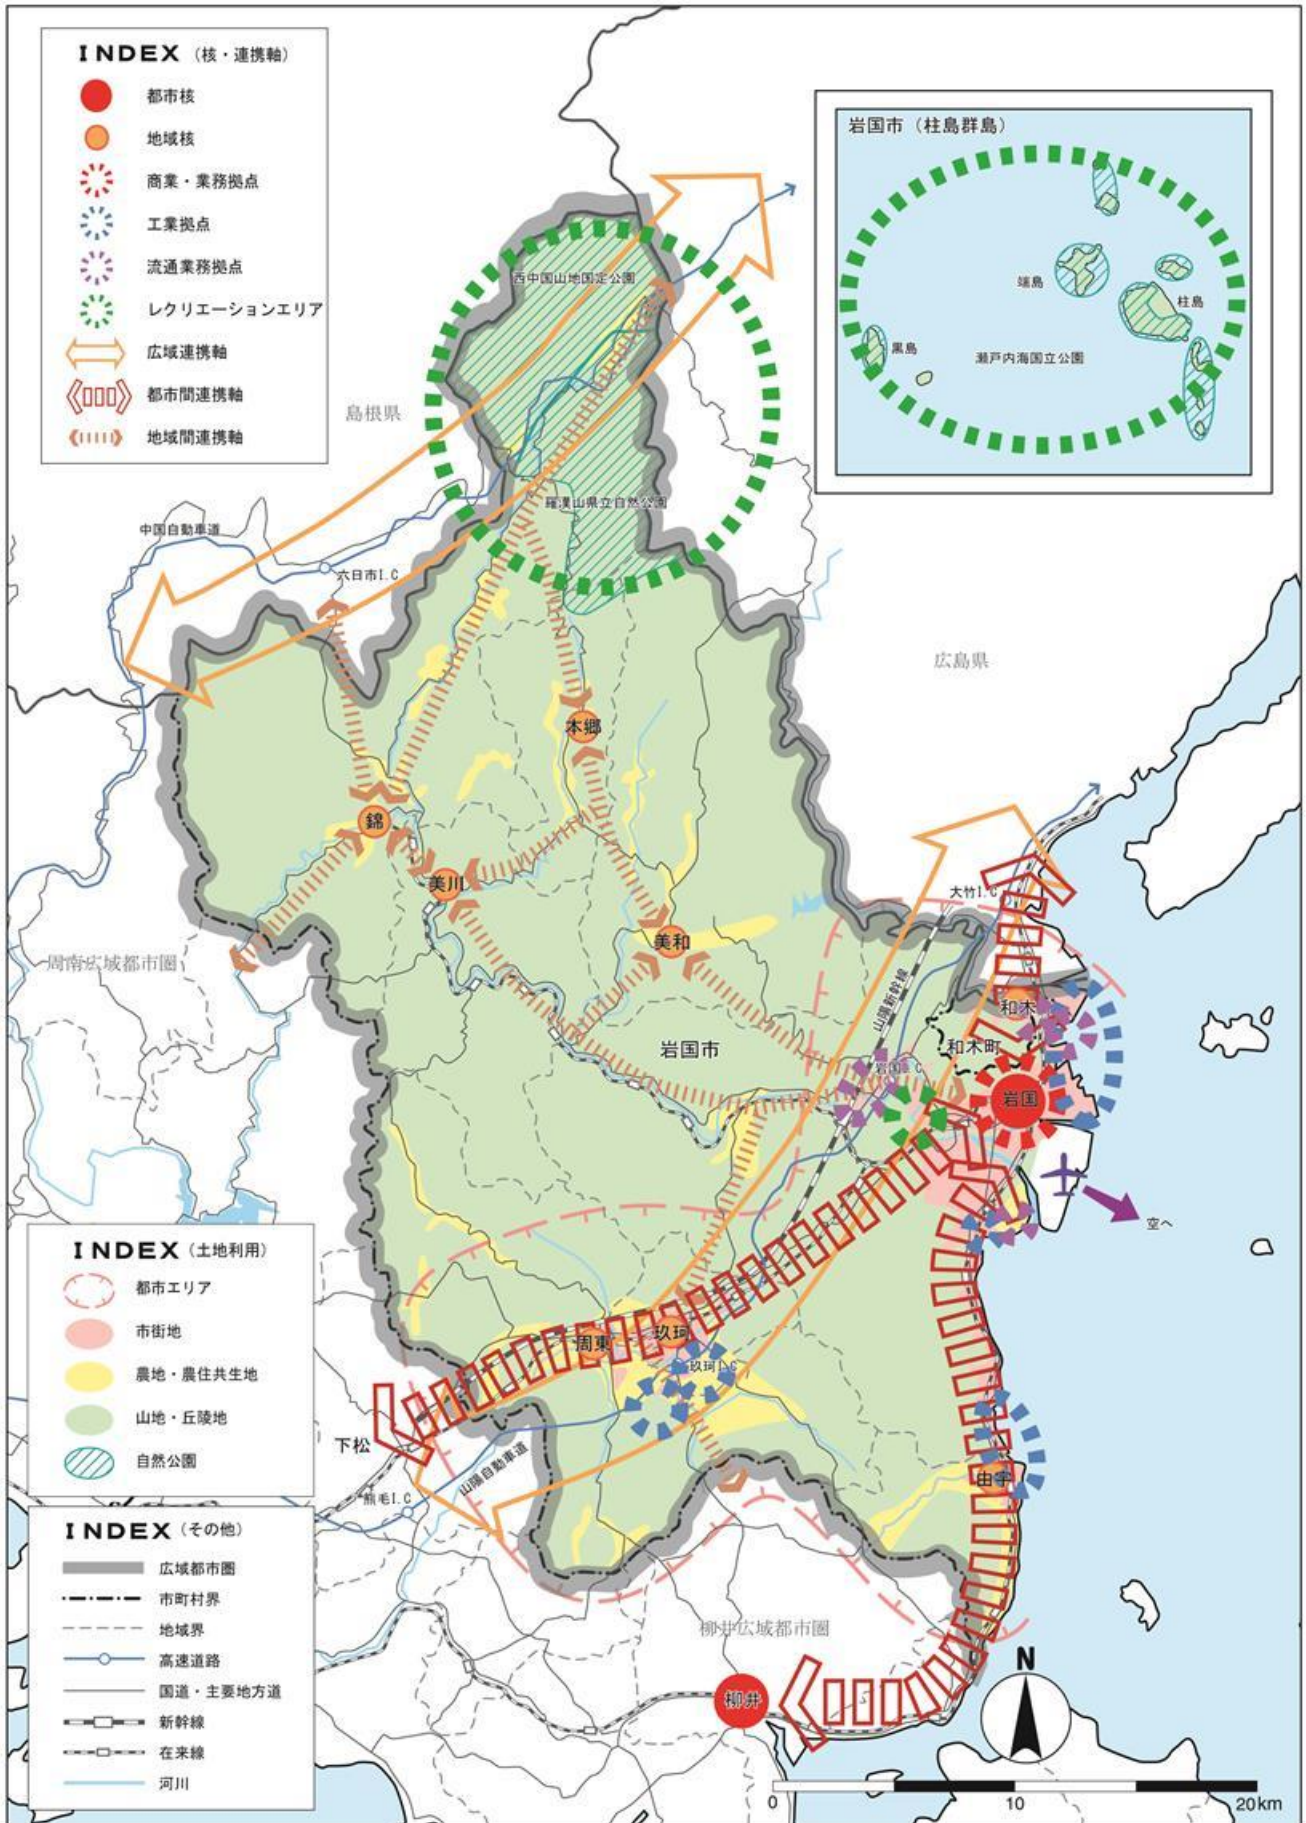 INDEX（核・連携軸）
都市核
地域核
商業・業務拠点
工業拠点
流通業務拠点
レクリエーションエリア
広域連携軸
都市間連携軸
地域間連携軸
岩国市（柱島群島）
端島
柱島
黒島
瀬戸内海国立公園
西中国山地国定公園
島根県
羅漢山県立自然公園
中国自動車道
六日市I.C
広島県
本郷
錦
美川
大竹I.C
美和
周南広域都市圏
山陽新幹線
和木
岩国市
和木町
岩国I.C
岩国
空へ
INDEX（土地利用）
都市エリア
市街地
農地・農住共生地
山地・丘陵地
自然公園
周東
玖珂
玖珂I.C
下松
山陽自動車道
熊毛I.C
由宇
INDEX（その他）
広域都市圏
市町村界
地域界
高速道路
国道・主要地方道
新幹線
在来線
河川
柳井広域都市圏
柳井
N
0 10 20km